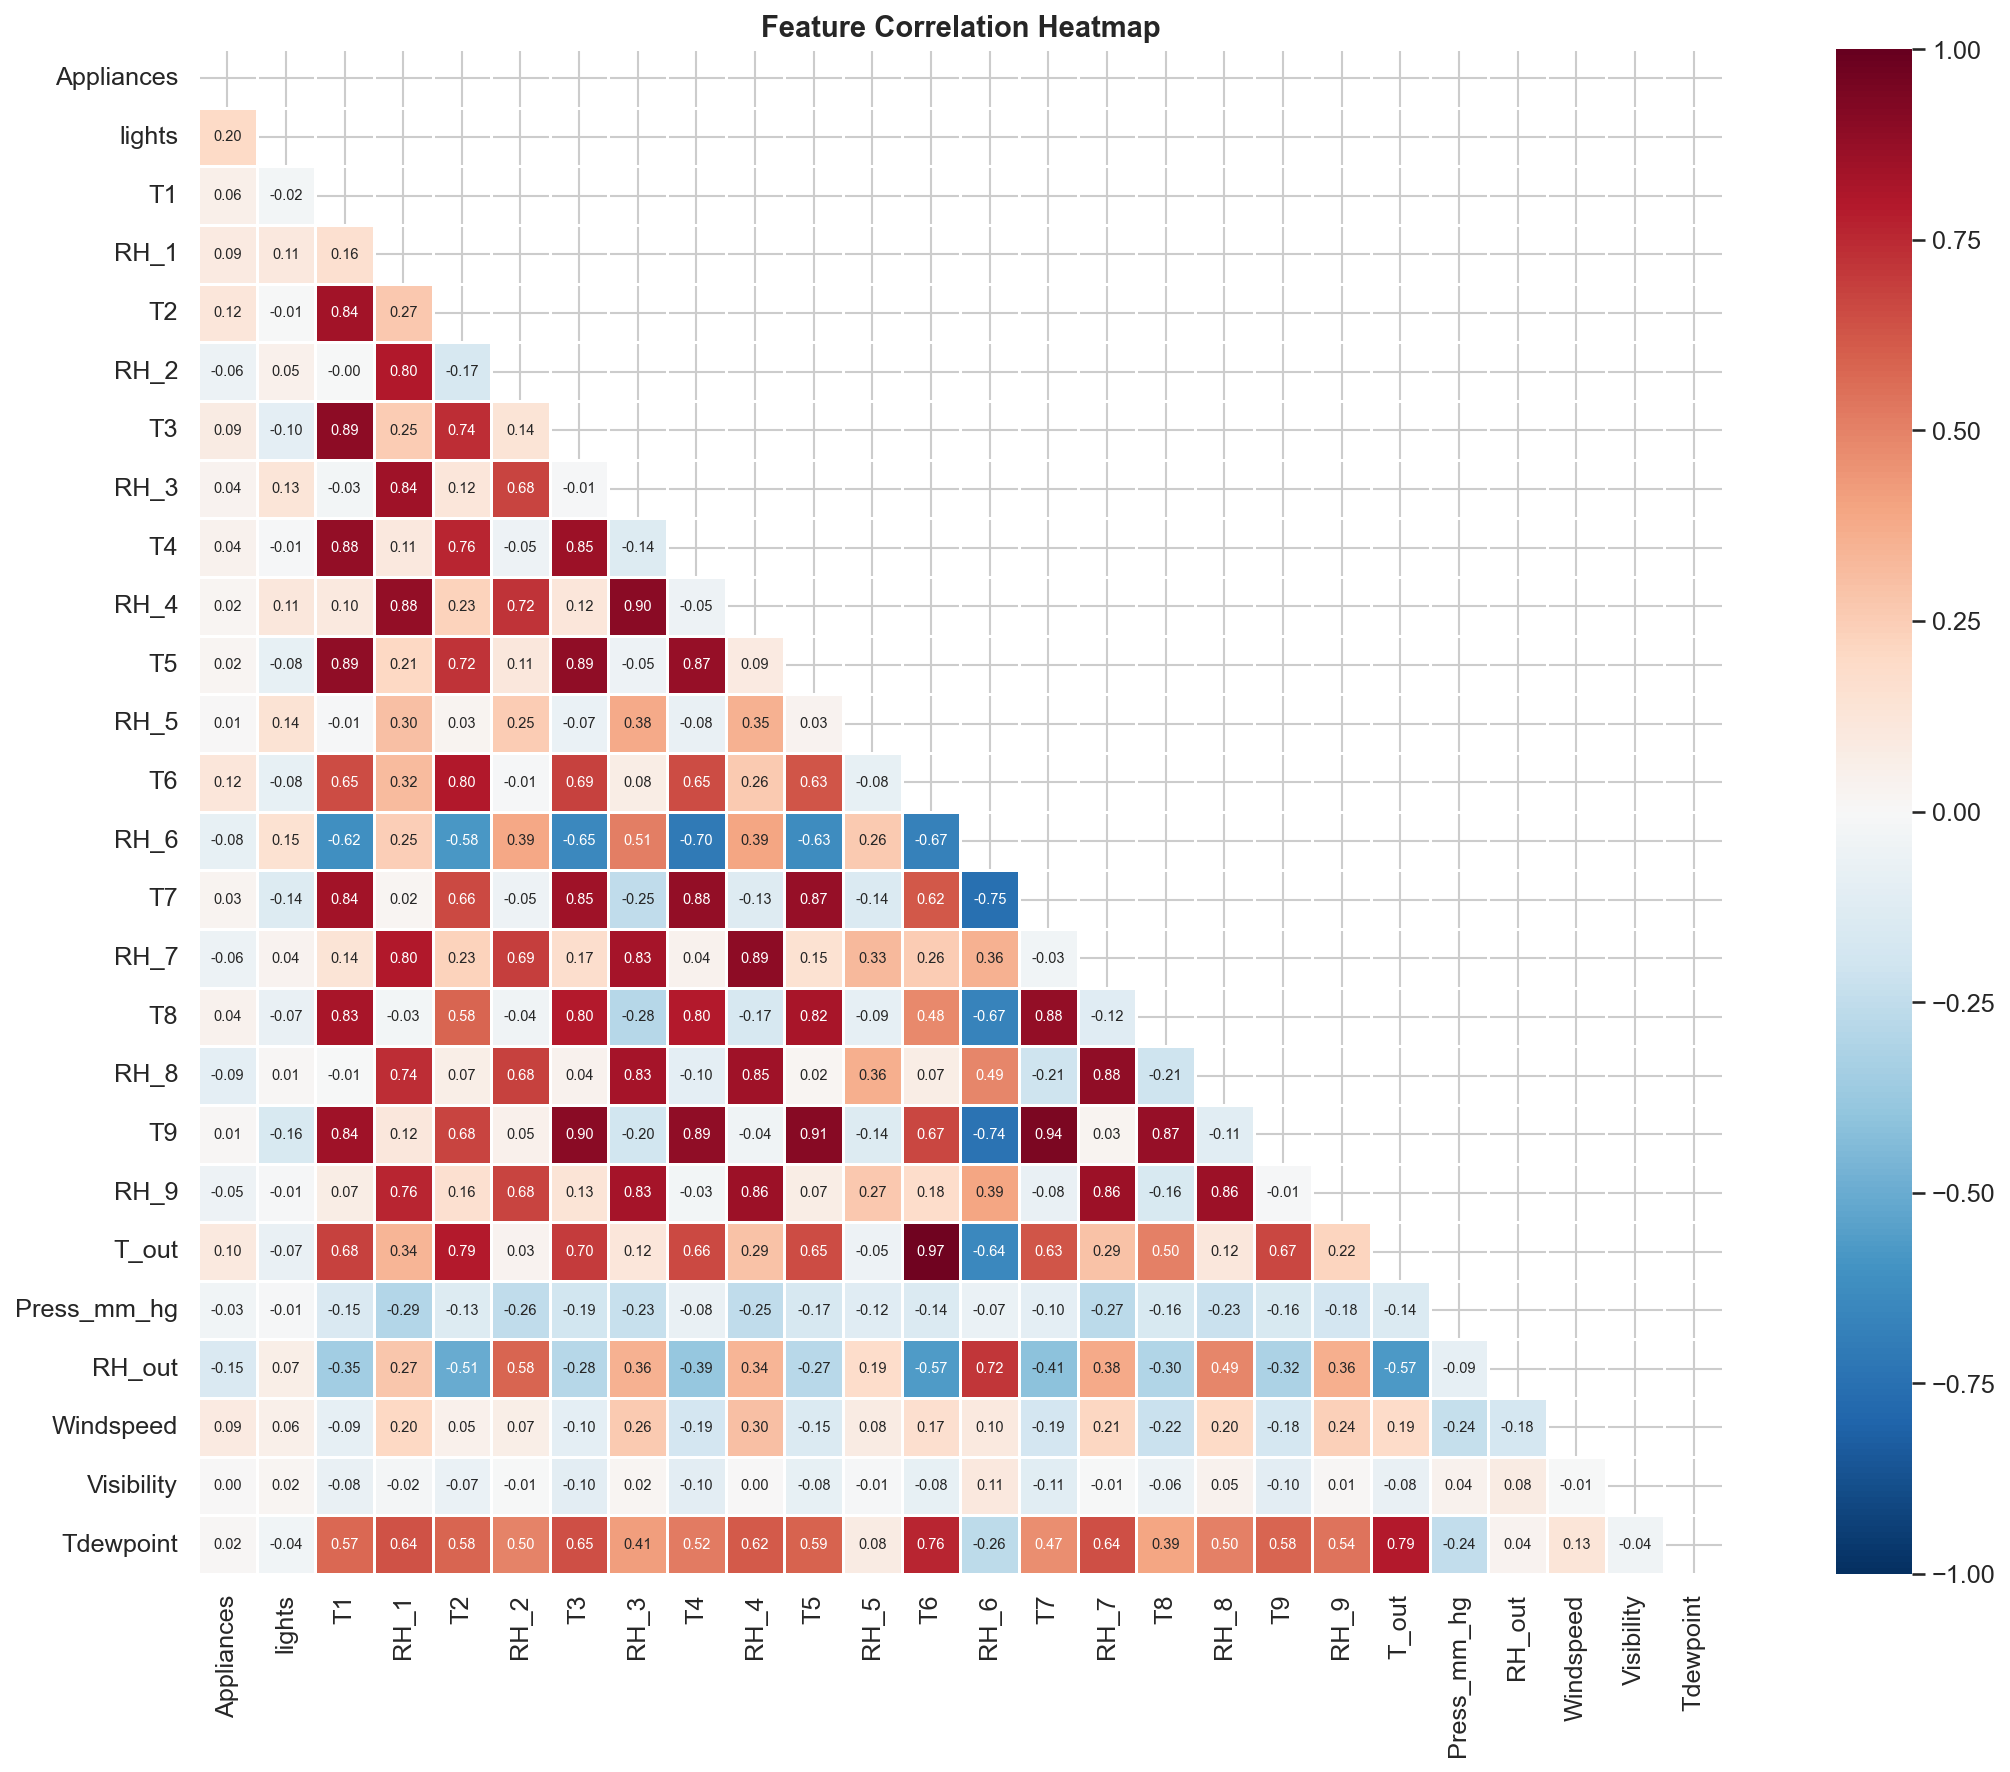 Feature Correlation Heatmap
Appliances
lights 0.20
T1 0.06 -0.02
RH_1 0.09 0.11 0.16
T2 0.12 -0.01 0.84 0.27
RH_2 -0.06 0.05 -0.00 0.80 -0.17
T3 0.09 -0.10 0.89 0.25 0.74 0.14
RH_3 0.04 0.13 -0.03 0.84 0.12 0.68 -0.01
T4 0.04 -0.01 0.88 0.11 0.76 -0.05 0.85 -0.14
RH_4 0.02 0.11 0.10 0.88 0.23 0.72 0.12 0.90 -0.05
T5 0.02 -0.08 0.89 0.21 0.72 0.11 0.89 -0.05 0.87 0.09
RH_5 0.01 0.14 -0.01 0.30 0.03 0.25 -0.07 0.38 -0.08 0.35 0.03
T6 0.12 -0.08 0.65 0.32 0.80 -0.01 0.69 0.08 0.65 0.26 0.63 -0.08
RH_6 -0.08 0.15 -0.62 0.25 -0.58 0.39 -0.65 0.51 -0.70 0.39 -0.63 0.26 -0.67
T7 0.03 -0.14 0.84 0.02 0.66 -0.05 0.85 -0.25 0.88 -0.13 0.87 -0.14 0.62 -0.75
RH_7 -0.06 0.04 0.14 0.80 0.23 0.69 0.17 0.83 0.04 0.89 0.15 0.33 0.26 0.36 -0.03
T8 0.04 -0.07 0.83 -0.03 0.58 -0.04 0.80 -0.28 0.80 -0.17 0.82 -0.09 0.48 -0.67 0.88 -0.12
RH_8 -0.09 0.01 -0.01 0.74 0.07 0.68 0.04 0.83 -0.10 0.85 0.02 0.36 0.07 0.49 -0.21 0.88 -0.21
T9 0.01 -0.16 0.84 0.12 0.68 0.05 0.90 -0.20 0.89 -0.04 0.91 -0.14 0.67 -0.74 0.94 0.03 0.87 -0.11
RH_9 -0.05 -0.01 0.07 0.76 0.16 0.68 0.13 0.83 -0.03 0.86 0.07 0.27 0.18 0.39 -0.08 0.86 -0.16 0.86 -0.01
T_out 0.10 -0.07 0.68 0.34 0.79 0.03 0.70 0.12 0.66 0.29 0.65 -0.05 0.97 -0.64 0.63 0.29 0.50 0.12 0.67 0.22
Press_mm_hg -0.03 -0.01 -0.15 -0.29 -0.13 -0.26 -0.19 -0.23 -0.08 -0.25 -0.17 -0.12 -0.14 -0.07 -0.10 -0.27 -0.16 -0.23 -0.16 -0.18 -0.14
RH_out -0.15 0.07 -0.35 0.27 -0.51 0.58 -0.28 0.36 -0.39 0.34 -0.27 0.19 -0.57 0.72 -0.41 0.38 -0.30 0.49 -0.32 0.36 -0.57 -0.09
Windspeed 0.09 0.06 -0.09 0.20 0.05 0.07 -0.10 0.26 -0.19 0.30 -0.15 0.08 0.17 0.10 -0.19 0.21 -0.22 0.20 -0.18 0.24 0.19 -0.24 -0.18
Visibility 0.00 0.02 -0.08 -0.02 -0.07 -0.01 -0.10 0.02 -0.10 0.00 -0.08 -0.01 -0.08 0.11 -0.11 -0.01 -0.06 0.05 -0.10 0.01 -0.08 0.04 0.08 -0.01
Tdewpoint 0.02 -0.04 0.57 0.64 0.58 0.50 0.65 0.41 0.52 0.62 0.59 0.08 0.76 -0.26 0.47 0.64 0.39 0.50 0.58 0.54 0.79 -0.24 0.04 0.13 -0.04
Appliances lights T1 RH_1 T2 RH_2 T3 RH_3 T4 RH_4 T5 RH_5 T6 RH_6 T7 RH_7 T8 RH_8 T9 RH_9 T_out Press_mm_hg RH_out Windspeed Visibility Tdewpoint
1.00
0.75
0.50
0.25
0.00
−0.25
−0.50
−0.75
−1.00